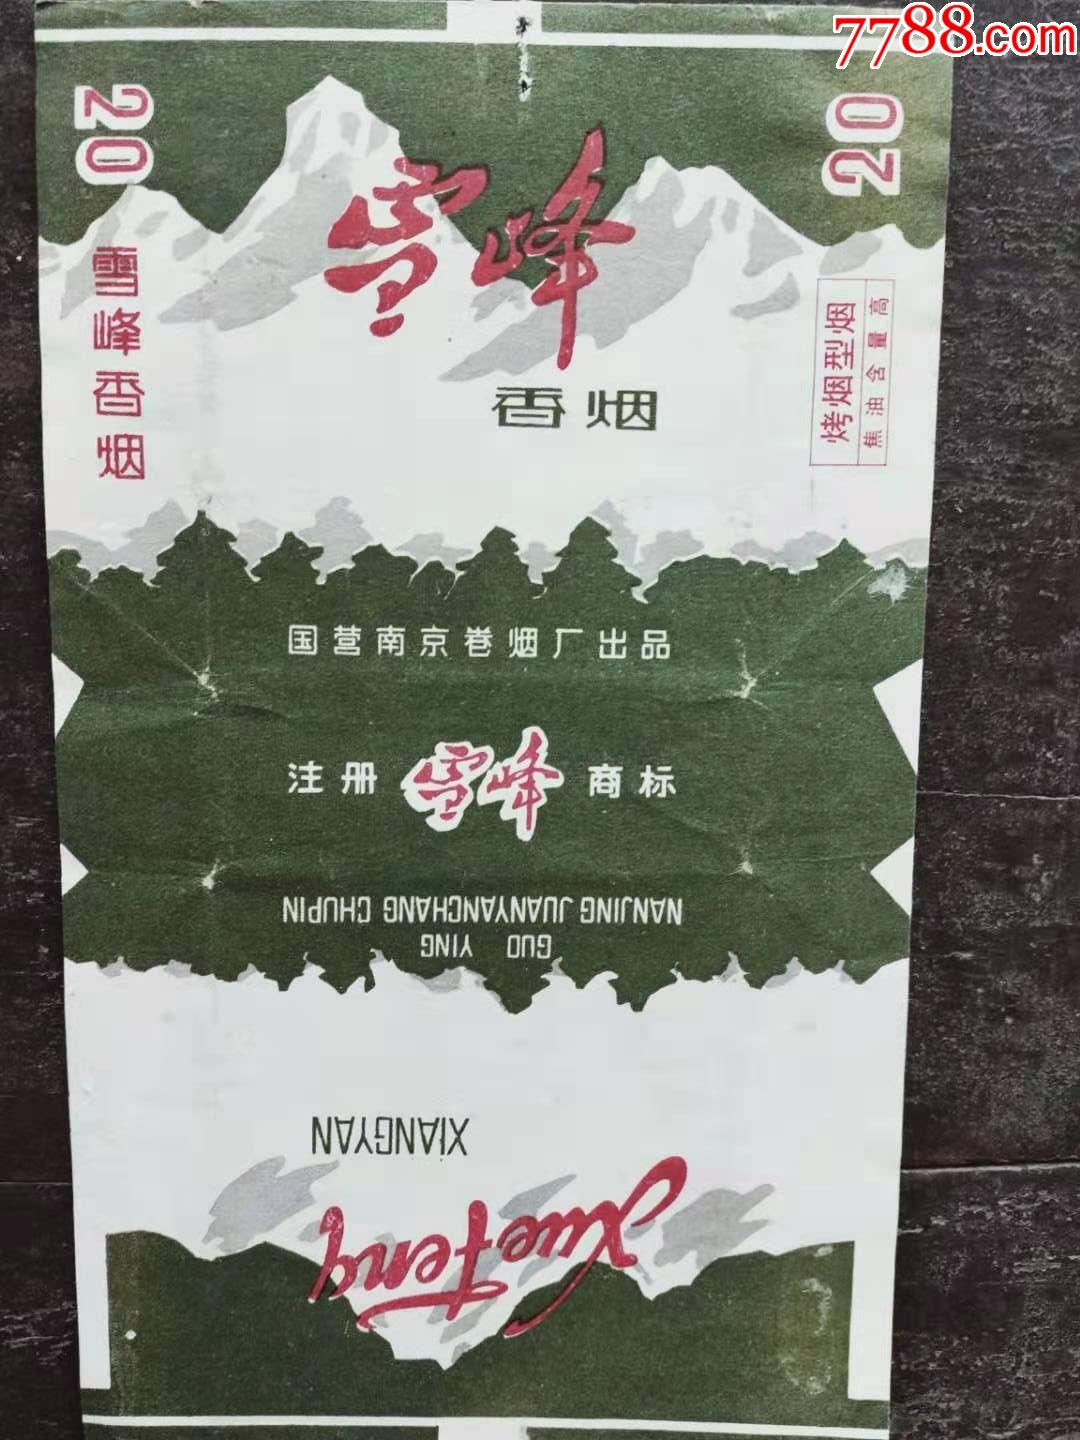 7788.com
20
20
雪峰
雪峰香烟
香烟
烤烟型烟
焦油含量高
国营南京卷烟厂出品
注册
雪峰
商标
GUO YING
NANJING JUANYANCHANG CHUPIN
XIANGYAN
XueFeng